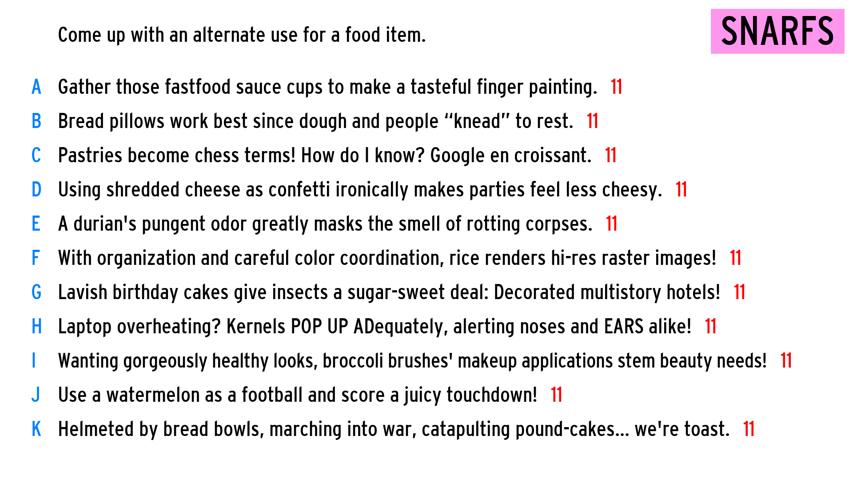 Come up with an alternate use for a food item.
SNARFS
A Gather those fastfood sauce cups to make a tasteful finger painting. 11
B Bread pillows work best since dough and people “knead” to rest. 11
C Pastries become chess terms! How do I know? Google en croissant. 11
D Using shredded cheese as confetti ironically makes parties feel less cheesy. 11
E A durian's pungent odor greatly masks the smell of rotting corpses. 11
F With organization and careful color coordination, rice renders hi-res raster images! 11
G Lavish birthday cakes give insects a sugar-sweet deal: Decorated multistory hotels! 11
H Laptop overheating? Kernels POP UP ADequately, alerting noses and EARS alike! 11
I Wanting gorgeously healthy looks, broccoli brushes' makeup applications stem beauty needs! 11
J Use a watermelon as a football and score a juicy touchdown! 11
K Helmeted by bread bowls, marching into war, catapulting pound-cakes... we're toast. 11